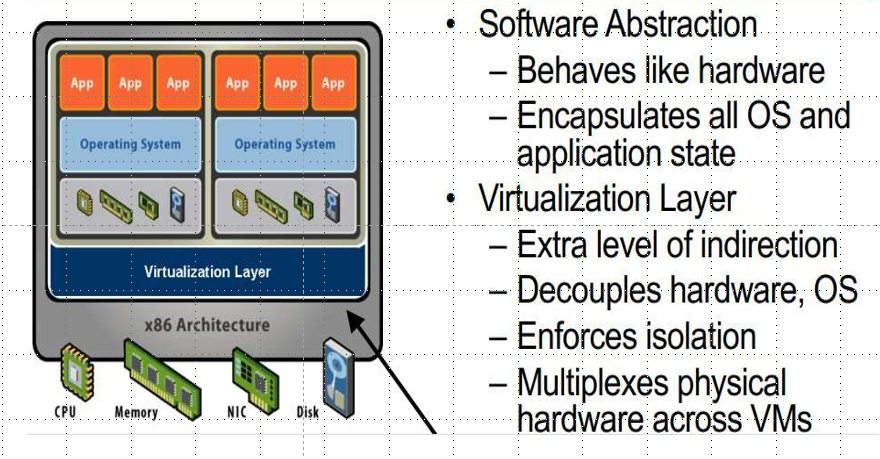 App App App App App App
Operating System Operating System
Virtualization Layer
x86 Architecture
CPU Memory NIC Disk
• Software Abstraction
– Behaves like hardware
– Encapsulates all OS and
application state
• Virtualization Layer
– Extra level of indirection
– Decouples hardware, OS
– Enforces isolation
– Multiplexes physical
hardware across VMs